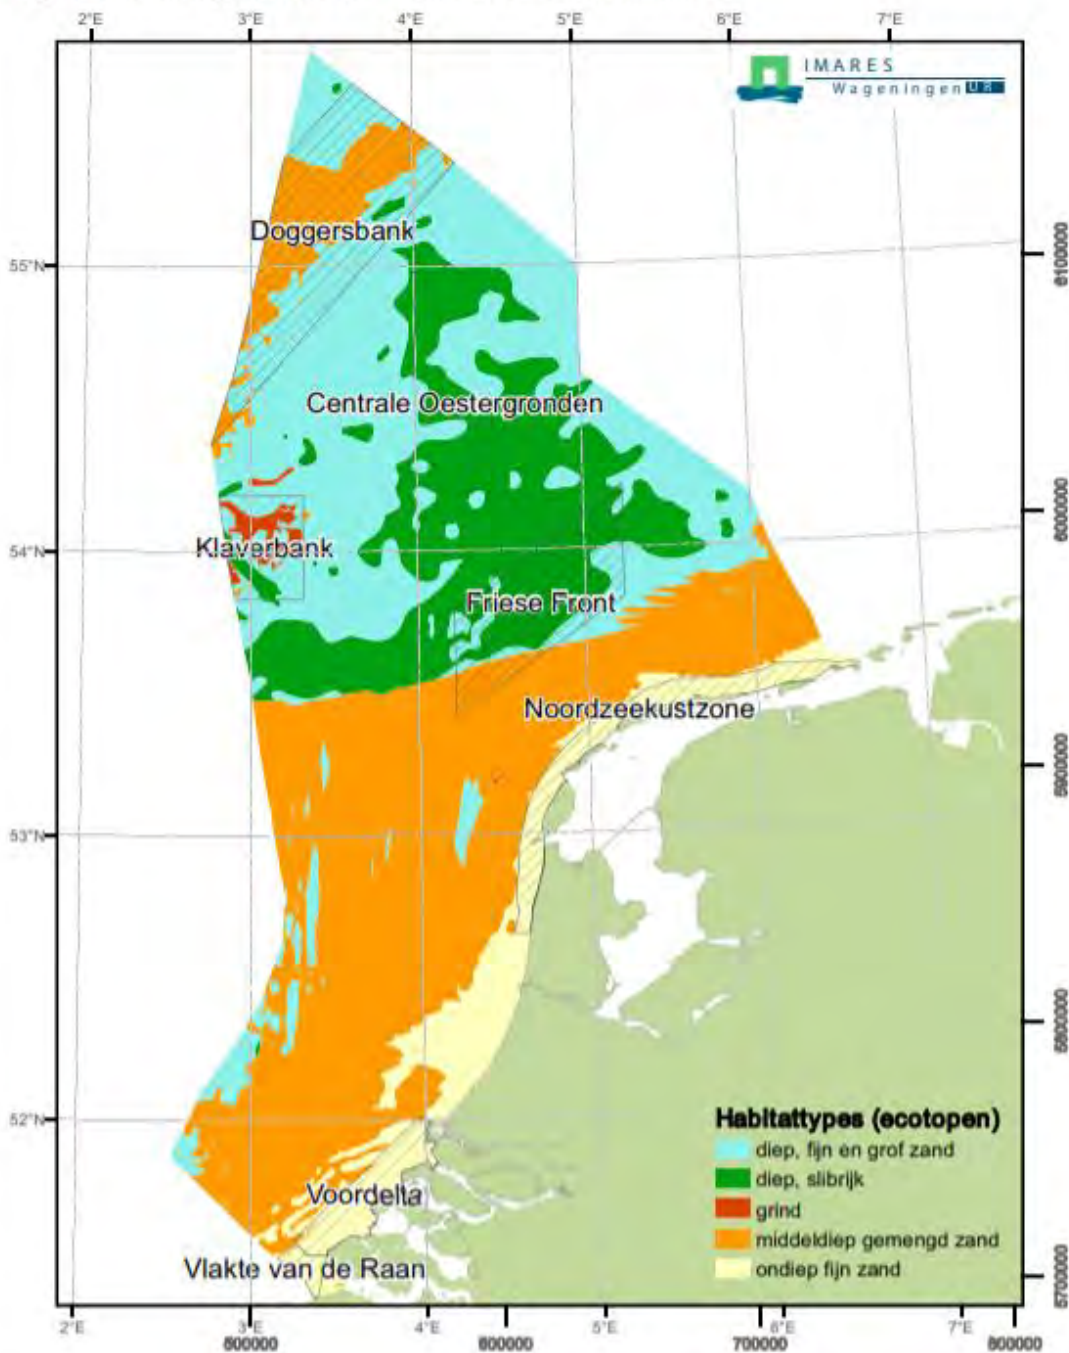 2°E 3°E 4°E 5°E 6°E 7°E
IMARES
Wageningen UR
Doggersbank
55°N
6100000
Centrale Oestergronden
6000000
Klaverbank
54°N
Friese Front
Noordzeekustzone
5900000
53°N
5800000
52°N
Habitattypes (ecotopen)
diep, fijn en grof zand
diep, slibrijk
grind
middeldiep gemengd zand
ondiep fijn zand
Voordelta
Vlakte van de Raan
5700000
2°E 3°E 4°E 5°E 6°E 7°E
500000 600000 700000 800000